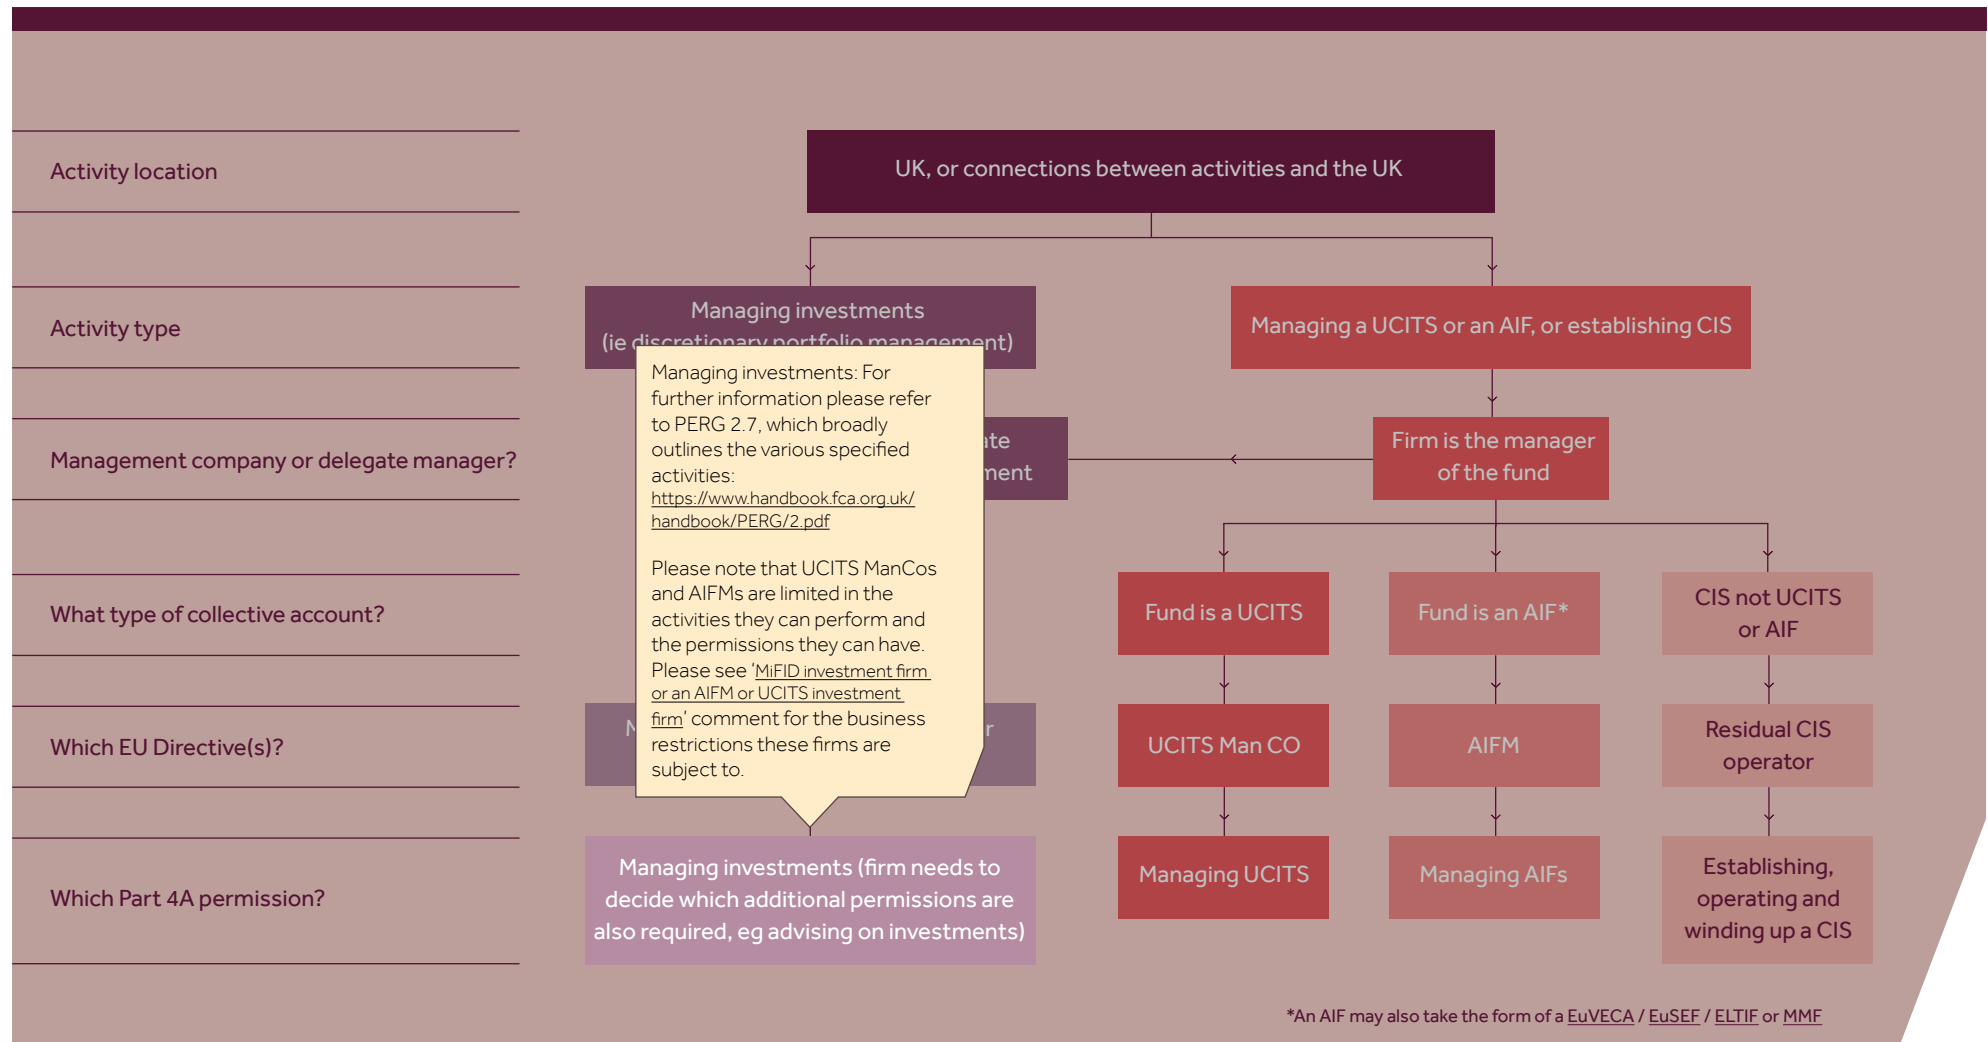 Activity location
UK, or connections between activities and the UK
Activity type
Managing investments
(ie discretionary portfolio management)
Managing a UCITS or an AIF, or establishing CIS
Management company or delegate manager?
Firm is the manager
of the fund
What type of collective account?
Fund is a UCITS
Fund is an AIF*
CIS not UCITS
or AIF
Which EU Directive(s)?
UCITS Man CO
AIFM
Residual CIS
operator
Which Part 4A permission?
Managing investments (firm needs to
decide which additional permissions are
also required, eg advising on investments)
Managing UCITS
Managing AIFs
Establishing,
operating and
winding up a CIS
Managing investments: For
further information please refer
to PERG 2.7, which broadly
outlines the various specified
activities:
https://www.handbook.fca.org.uk/
handbook/PERG/2.pdf
Please note that UCITS ManCos
and AIFMs are limited in the
activities they can perform and
the permissions they can have.
Please see ‘MiFID investment firm
or an AIFM or UCITS investment
firm’ comment for the business
restrictions these firms are
subject to.
*An AIF may also take the form of a EuVECA / EuSEF / ELTIF or MMF